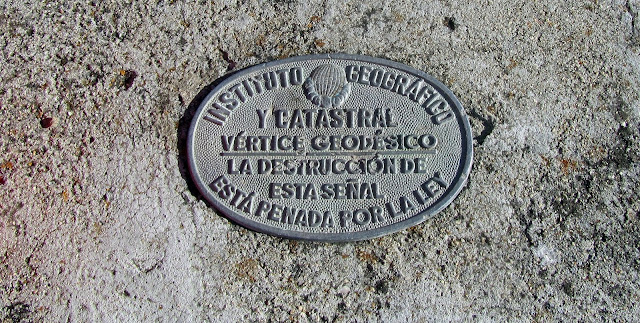 INSTITUTO GEOGRÁFICO
Y CATASTRAL
VÉRTICE GEODÉSICO
LA DESTRUCCIÓN DE
ESTA SEÑAL
ESTÁ PENADA POR LA LEY